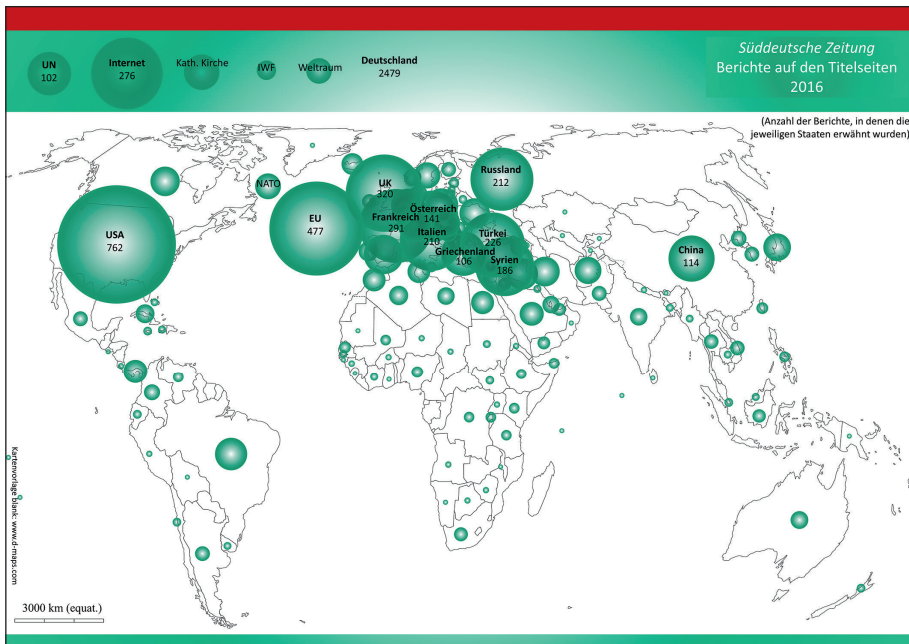 UN
102
Internet
276
Kath. Kirche
IWF
Weltraum
Deutschland
2479
Süddeutsche Zeitung
Berichte auf den Titelseiten
2016
(Anzahl der Berichte, in denen die
jeweiligen Staaten erwähnt wurden)
NATO
USA
762
EU
477
UK
320
Russland
212
Österreich
141
Frankreich
291
Italien
210
Türkei
226
Griechenland
106
Syrien
186
China
114
Kartenvorlage blank: www.d-maps.com
3000 km (equat.)